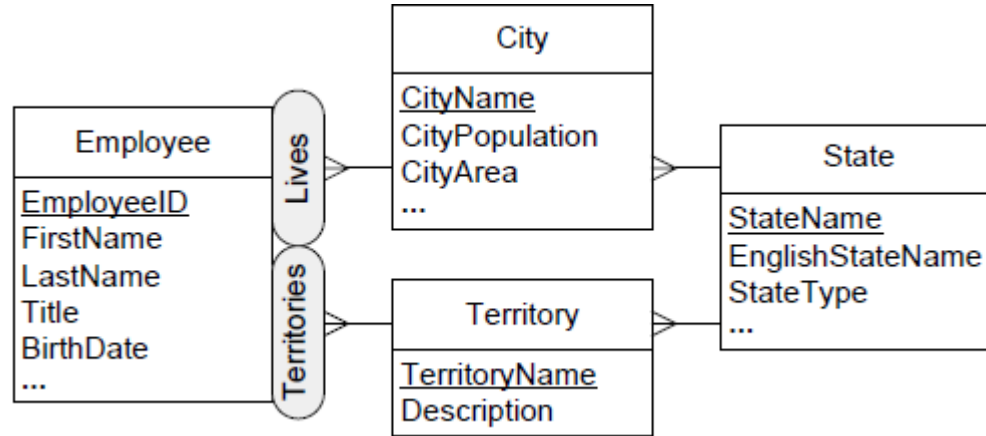 Employee
EmployeeID
FirstName
LastName
Title
BirthDate
...
Lives
Territories
City
CityName
CityPopulation
CityArea
...
Territory
TerritoryName
Description
State
StateName
EnglishStateName
StateType
...